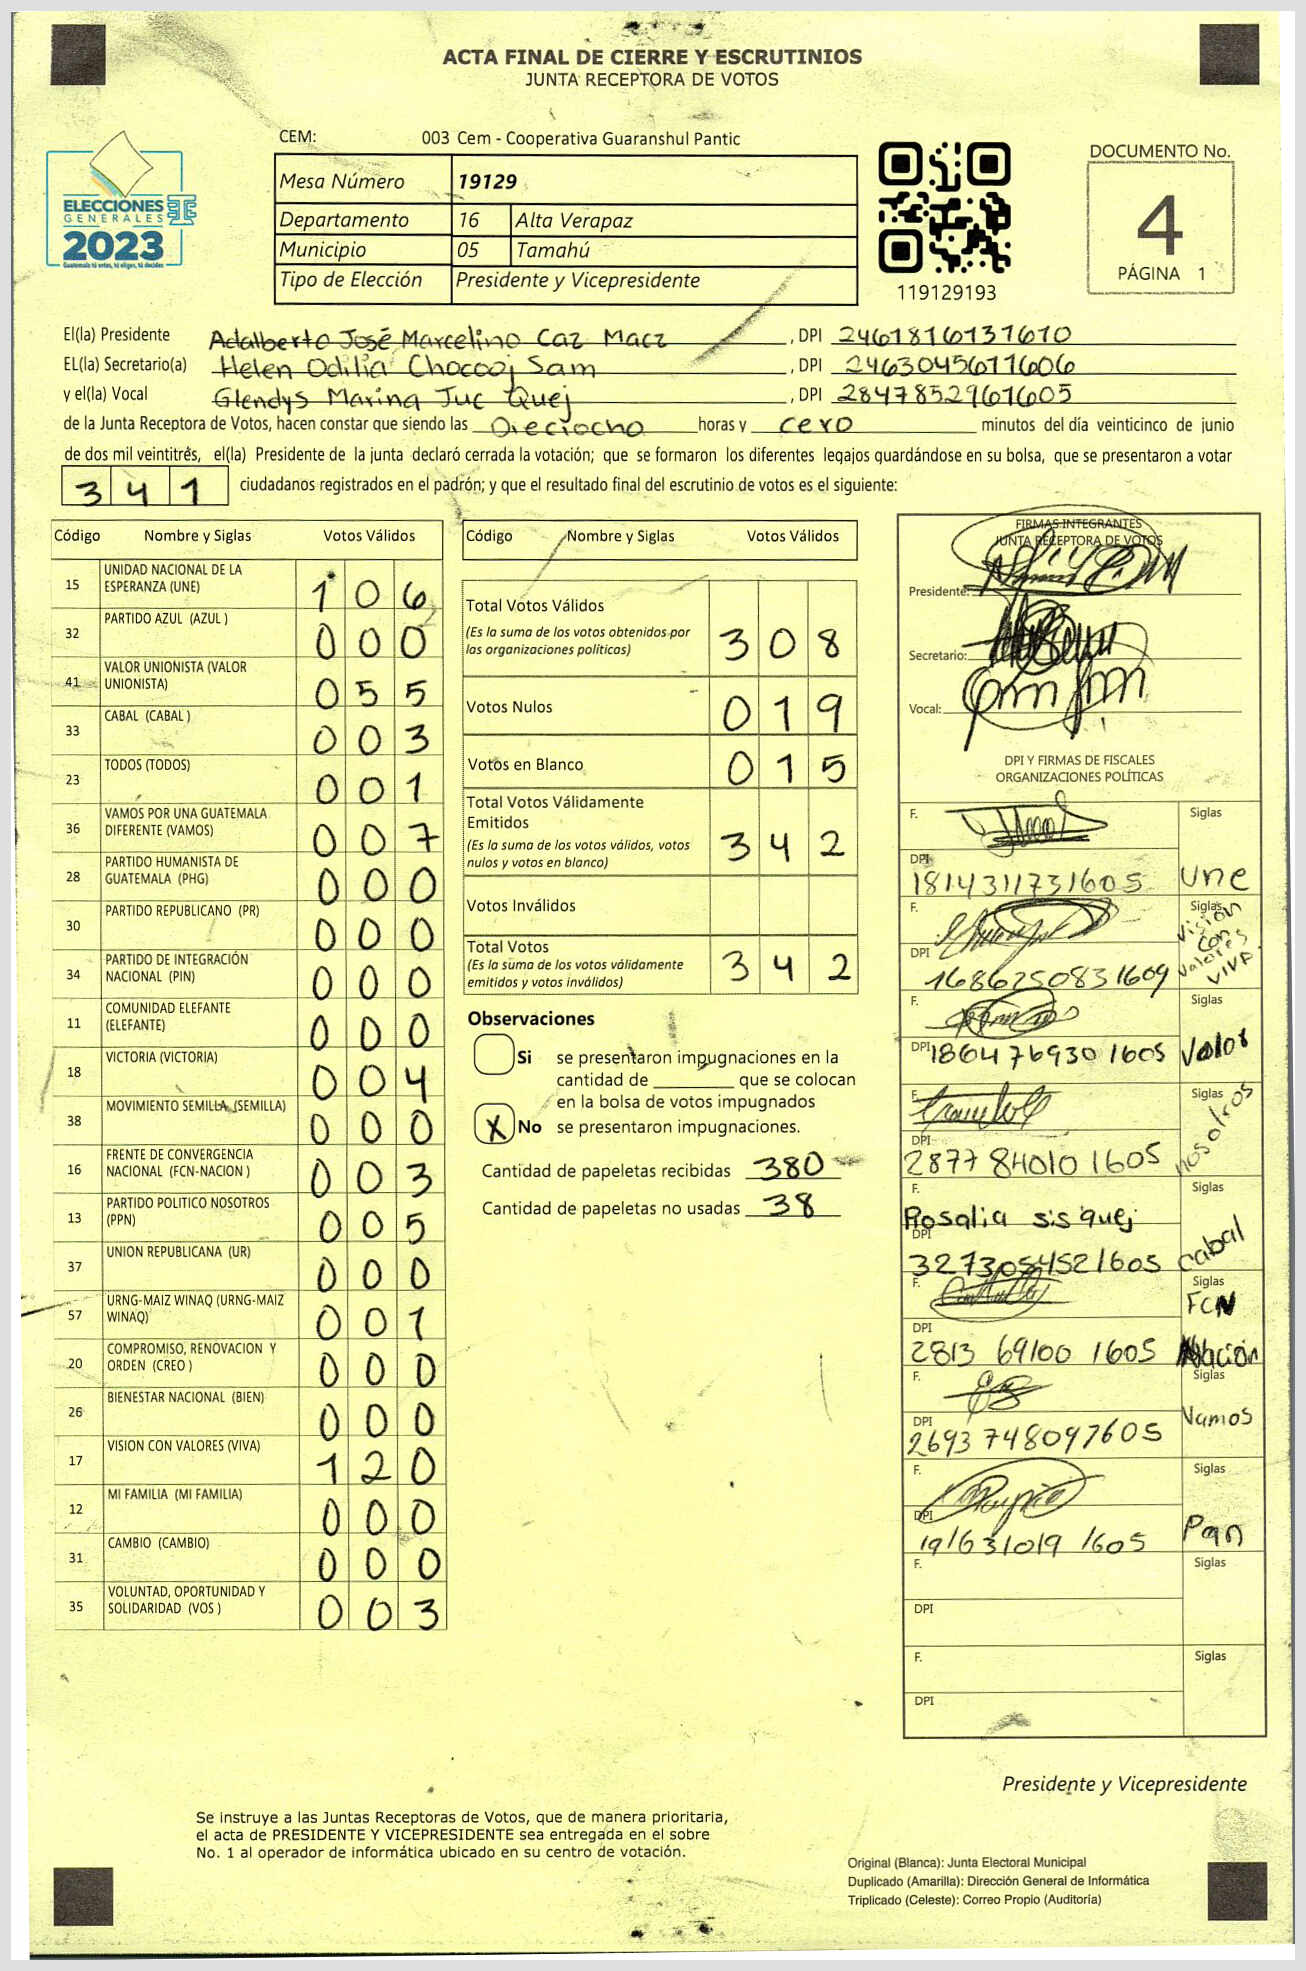 ACTA FINAL DE CIERRE Y ESCRUTINIOS
JUNTA RECEPTORA DE VOTOS
ELECCIONES
GENERALES
2023
Guatemala tú votas, tú eliges, tú decides
CEM: 003 Cem - Cooperativa Guaranshul Pantic
Mesa Número 19129
Departamento 16 Alta Verapaz
Municipio 05 Tamahú
Tipo de Elección Presidente y Vicepresidente
119129193
DOCUMENTO No.
4
PÁGINA 1
El(la) Presidente Adalberto José Marcelino Caz Macz, DPI 2461816131610
EL(la) Secretario(a) Helen Odilia Chocooj Sam, DPI 2463045611606
y el(la) Vocal Glendys Marina Juc Quej, DPI 2847852961605
de la Junta Receptora de Votos, hacen constar que siendo las Dieciocho horas y cero minutos del día veinticinco de junio
de dos mil veintitrés, el(la) Presidente de la junta declaró cerrada la votación; que se formaron los diferentes legajos guardándose en su bolsa, que se presentaron a votar
341 ciudadanos registrados en el padrón; y que el resultado final del escrutinio de votos es el siguiente:
Código Nombre y Siglas Votos Válidos
15 UNIDAD NACIONAL DE LA ESPERANZA (UNE) 106
32 PARTIDO AZUL (AZUL ) 000
41 VALOR UNIONISTA (VALOR UNIONISTA) 055
33 CABAL (CABAL ) 003
23 TODOS (TODOS) 001
36 VAMOS POR UNA GUATEMALA DIFERENTE (VAMOS) 007
28 PARTIDO HUMANISTA DE GUATEMALA (PHG) 000
30 PARTIDO REPUBLICANO (PR) 000
34 PARTIDO DE INTEGRACIÓN NACIONAL (PIN) 000
11 COMUNIDAD ELEFANTE (ELEFANTE) 000
18 VICTORIA (VICTORIA) 004
38 MOVIMIENTO SEMILLA (SEMILLA) 000
16 FRENTE DE CONVERGENCIA NACIONAL (FCN-NACION ) 003
13 PARTIDO POLITICO NOSOTROS (PPN) 005
37 UNION REPUBLICANA (UR) 000
57 URNG-MAIZ WINAQ (URNG-MAIZ WINAQ) 001
20 COMPROMISO, RENOVACION Y ORDEN (CREO ) 000
26 BIENESTAR NACIONAL (BIEN) 000
17 VISION CON VALORES (VIVA) 120
12 MI FAMILIA (MI FAMILIA) 000
31 CAMBIO (CAMBIO) 000
35 VOLUNTAD, OPORTUNIDAD Y SOLIDARIDAD (VOS ) 003
Código Nombre y Siglas Votos Válidos
Total Votos Válidos 308
(Es la suma de los votos obtenidos por
las organizaciones políticas)
Votos Nulos 019
Votos en Blanco 015
Total Votos Válidamente
Emitidos 342
(Es la suma de los votos válidos, votos
nulos y votos en blanco)
Votos Inválidos
Total Votos 342
(Es la suma de los votos válidamente
emitidos y votos inválidos)
Observaciones
Si se presentaron impugnaciones en la
cantidad de ________ que se colocan
en la bolsa de votos impugnados
X No se presentaron impugnaciones.
Cantidad de papeletas recibidas 380
Cantidad de papeletas no usadas 38
FIRMAS INTEGRANTES
JUNTA RECEPTORA DE VOTOS
Presidente:
Secretario:
Vocal:
DPI Y FIRMAS DE FISCALES
ORGANIZACIONES POLÍTICAS
F. Siglas
DPI 1814311731605 Une
F. Siglas
DPI 1686250831609 Vision con valores VIVA
F. Siglas
DPI 1864769301605 Valor
F. Siglas
DPI 2877 84010 1605 nosotros
F. Rosalia sis quej Siglas
DPI 3273054521605 cabal
F. Siglas
DPI 2813 69100 1605 FCN Nación
F. Siglas
DPI 2693748091605 Vamos
F. Siglas
DPI 191631019 1605 Pan
F. Siglas
DPI
F. Siglas
DPI
Presidente y Vicepresidente
Se instruye a las Juntas Receptoras de Votos, que de manera prioritaria,
el acta de PRESIDENTE Y VICEPRESIDENTE sea entregada en el sobre
No. 1 al operador de informática ubicado en su centro de votación.
Original (Blanca): Junta Electoral Municipal
Duplicado (Amarilla): Dirección General de Informática
Triplicado (Celeste): Correo Propio (Auditoría)